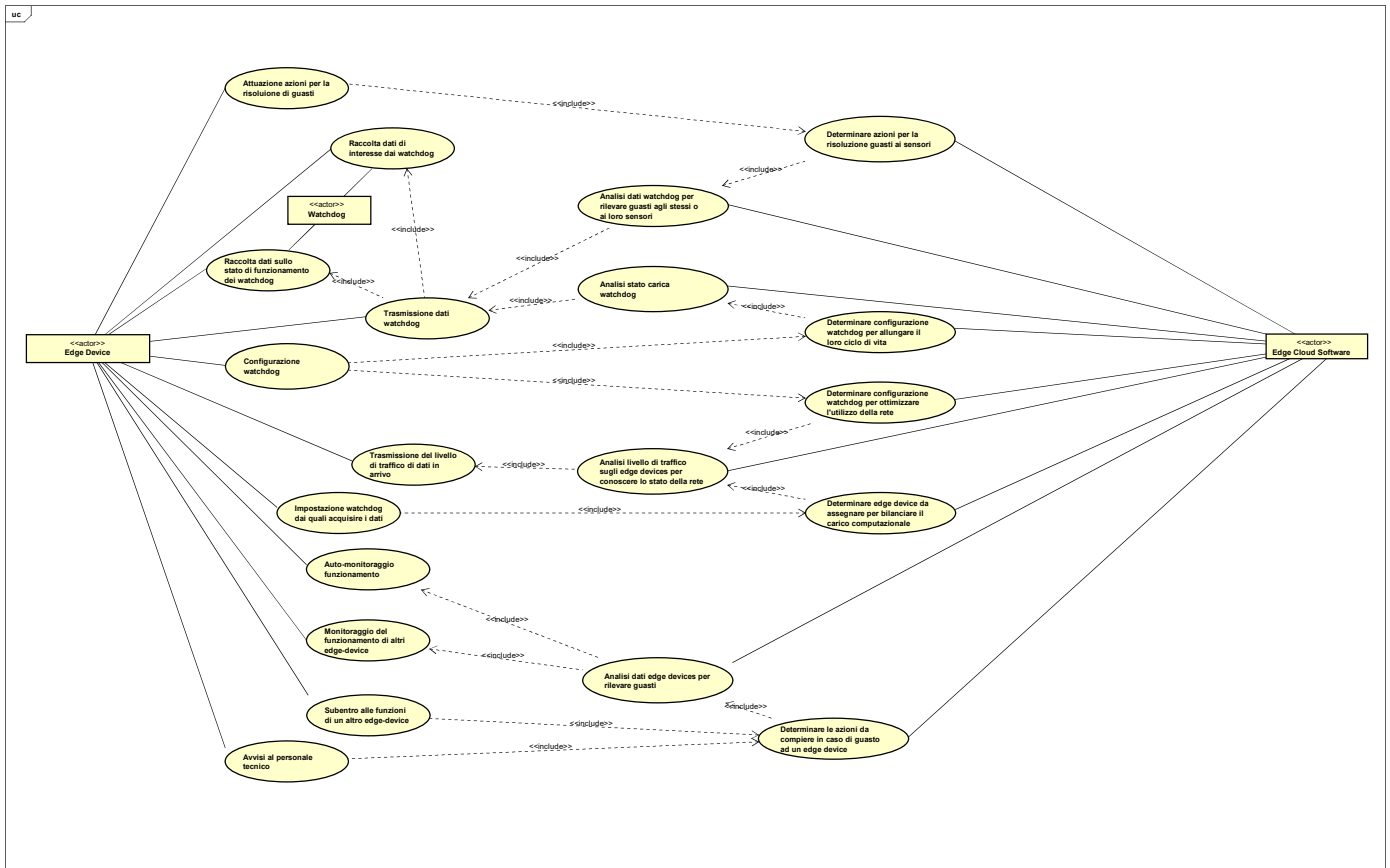 uc
Attuazione azioni per la
risoluione di guasti
<<include>>
Determinare azioni per la
risoluzione guasti ai sensori
Raccolta dati di
interesse dai watchdog
<<include>>
<<actor>>
Watchdog
Analisi dati watchdog per
rilevare guasti agli stessi o
ai loro sensori
<<include>>
Raccolta dati sullo
stato di funzionamento
dei watchdog
<<include>>
<<include>>
Analisi stato carica
watchdog
<<include>>
Trasmissione dati
watchdog
<<include>>
Determinare configurazione
watchdog per allungare il
loro ciclo di vita
<<actor>>
Edge Device
<<actor>>
Edge Cloud Software
<<include>>
Configurazione
watchdog
<<include>>
Determinare configurazione
watchdog per ottimizzare
l'utilizzo della rete
<<include>>
Trasmissione del livello
di traffico di dati in
arrivo
<<include>>
Analisi livello di traffico
sugli edge devices per
conoscere lo stato della rete
<<include>>
Impostazione watchdog
dai quali acquisire i dati
<<include>>
Determinare edge device da
assegnare per bilanciare il
carico computazionale
Auto-monitoraggio
funzionamento
<<include>>
Monitoraggio del
funzionamento di altri
edge-device
<<include>>
Analisi dati edge devices per
rilevare guasti
<<include>>
Subentro alle funzioni
di un altro edge-device
<<include>>
Determinare le azioni da
compiere in caso di guasto
ad un edge device
<<include>>
Avvisi al personale
tecnico